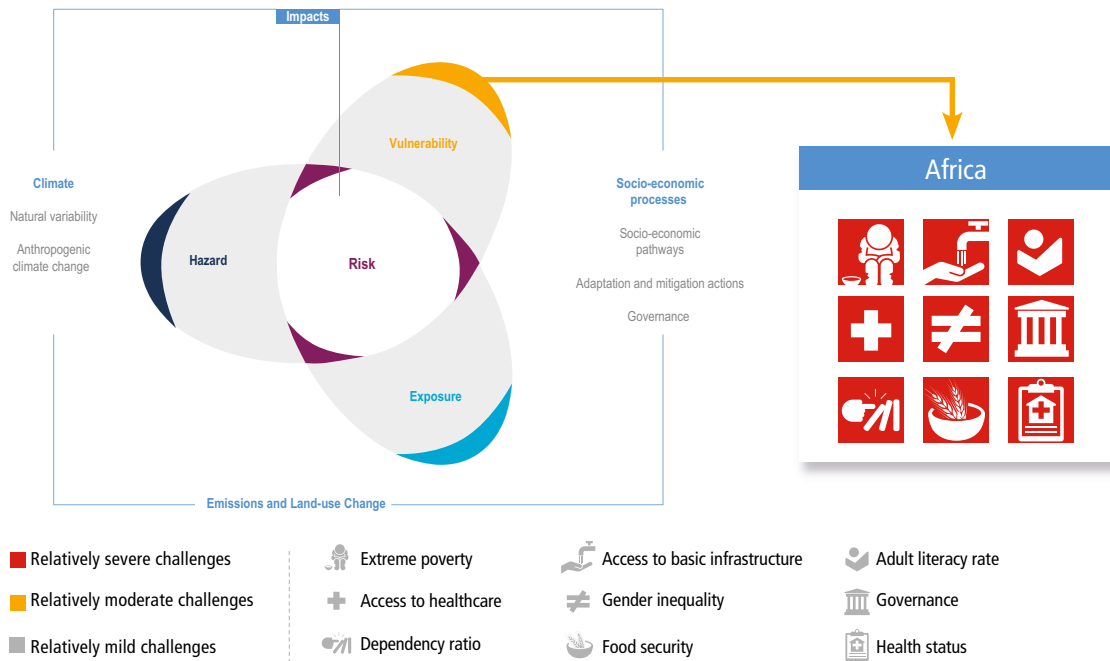 Impacts
Vulnerability
Climate
Natural variability
Anthropogenic
climate change
Hazard
Risk
Exposure
Socio-economic
processes
Socio-economic
pathways
Adaptation and mitigation actions
Governance
Emissions and Land-use Change
Africa
Relatively severe challenges
Relatively moderate challenges
Relatively mild challenges
Extreme poverty
Access to basic infrastructure
Adult literacy rate
Access to healthcare
Gender inequality
Governance
Dependency ratio
Food security
Health status